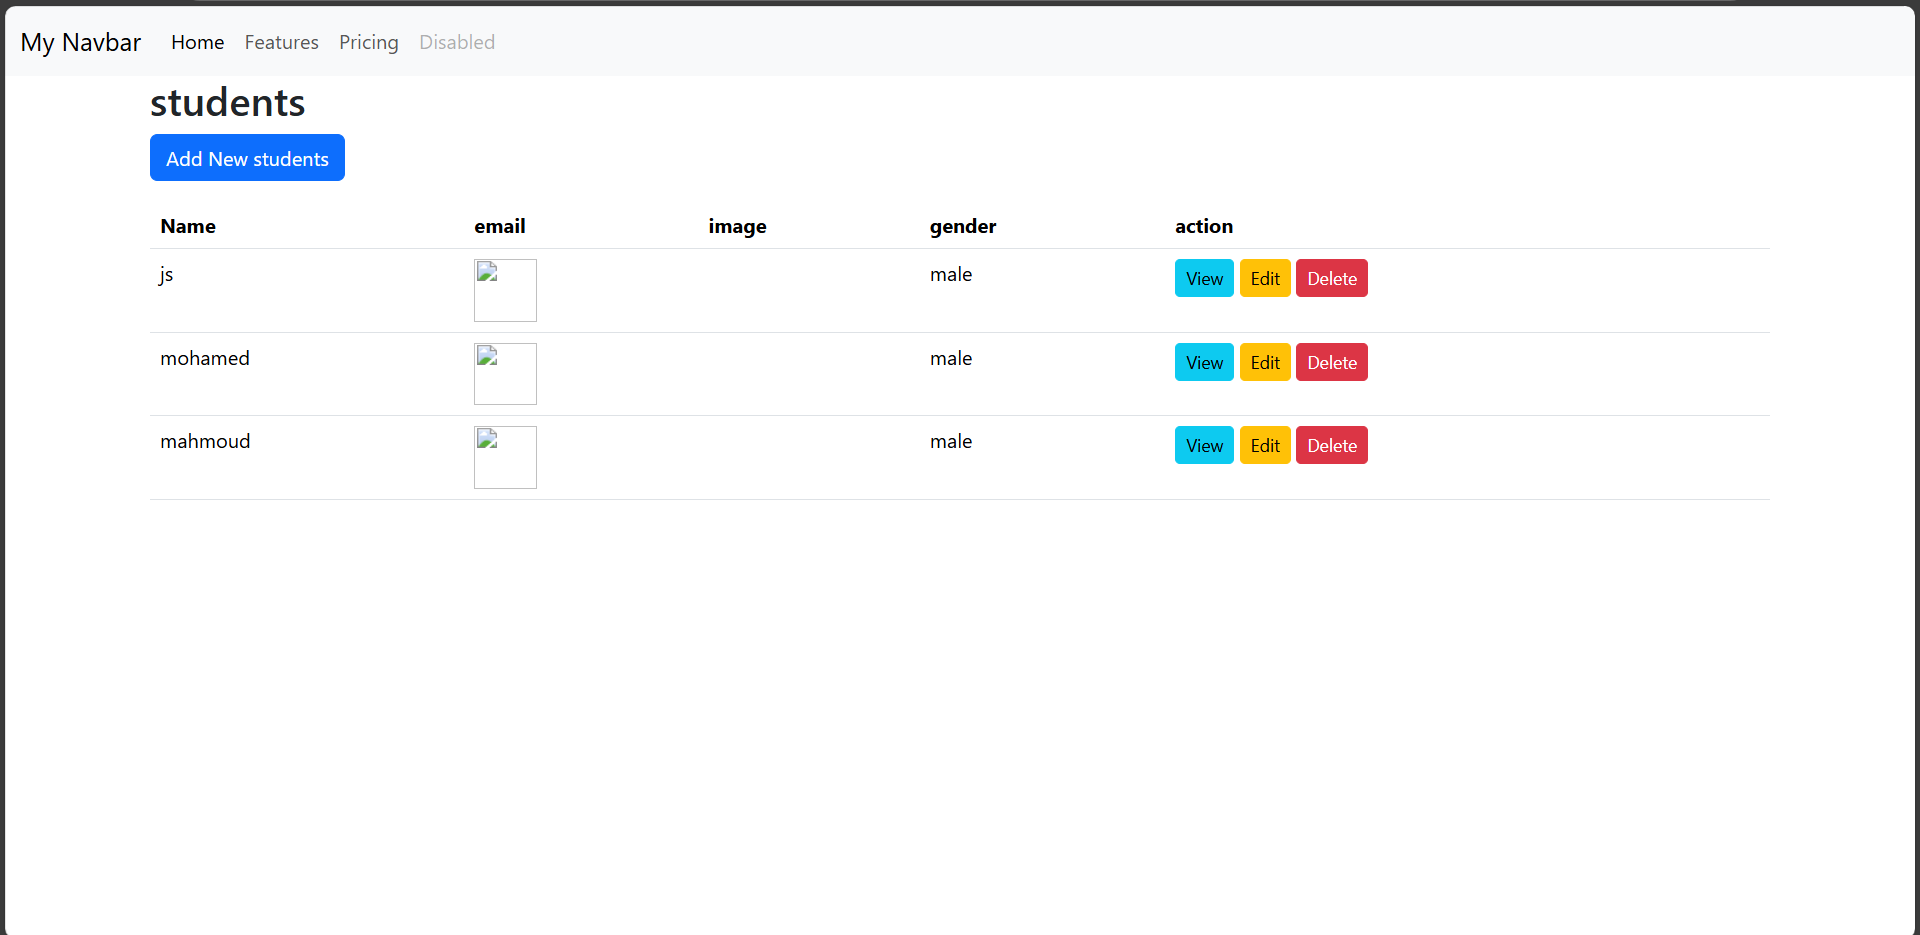 My Navbar Home Features Pricing Disabled
students
Add New students
Name email image gender action
js male View Edit Delete
mohamed male View Edit Delete
mahmoud male View Edit Delete